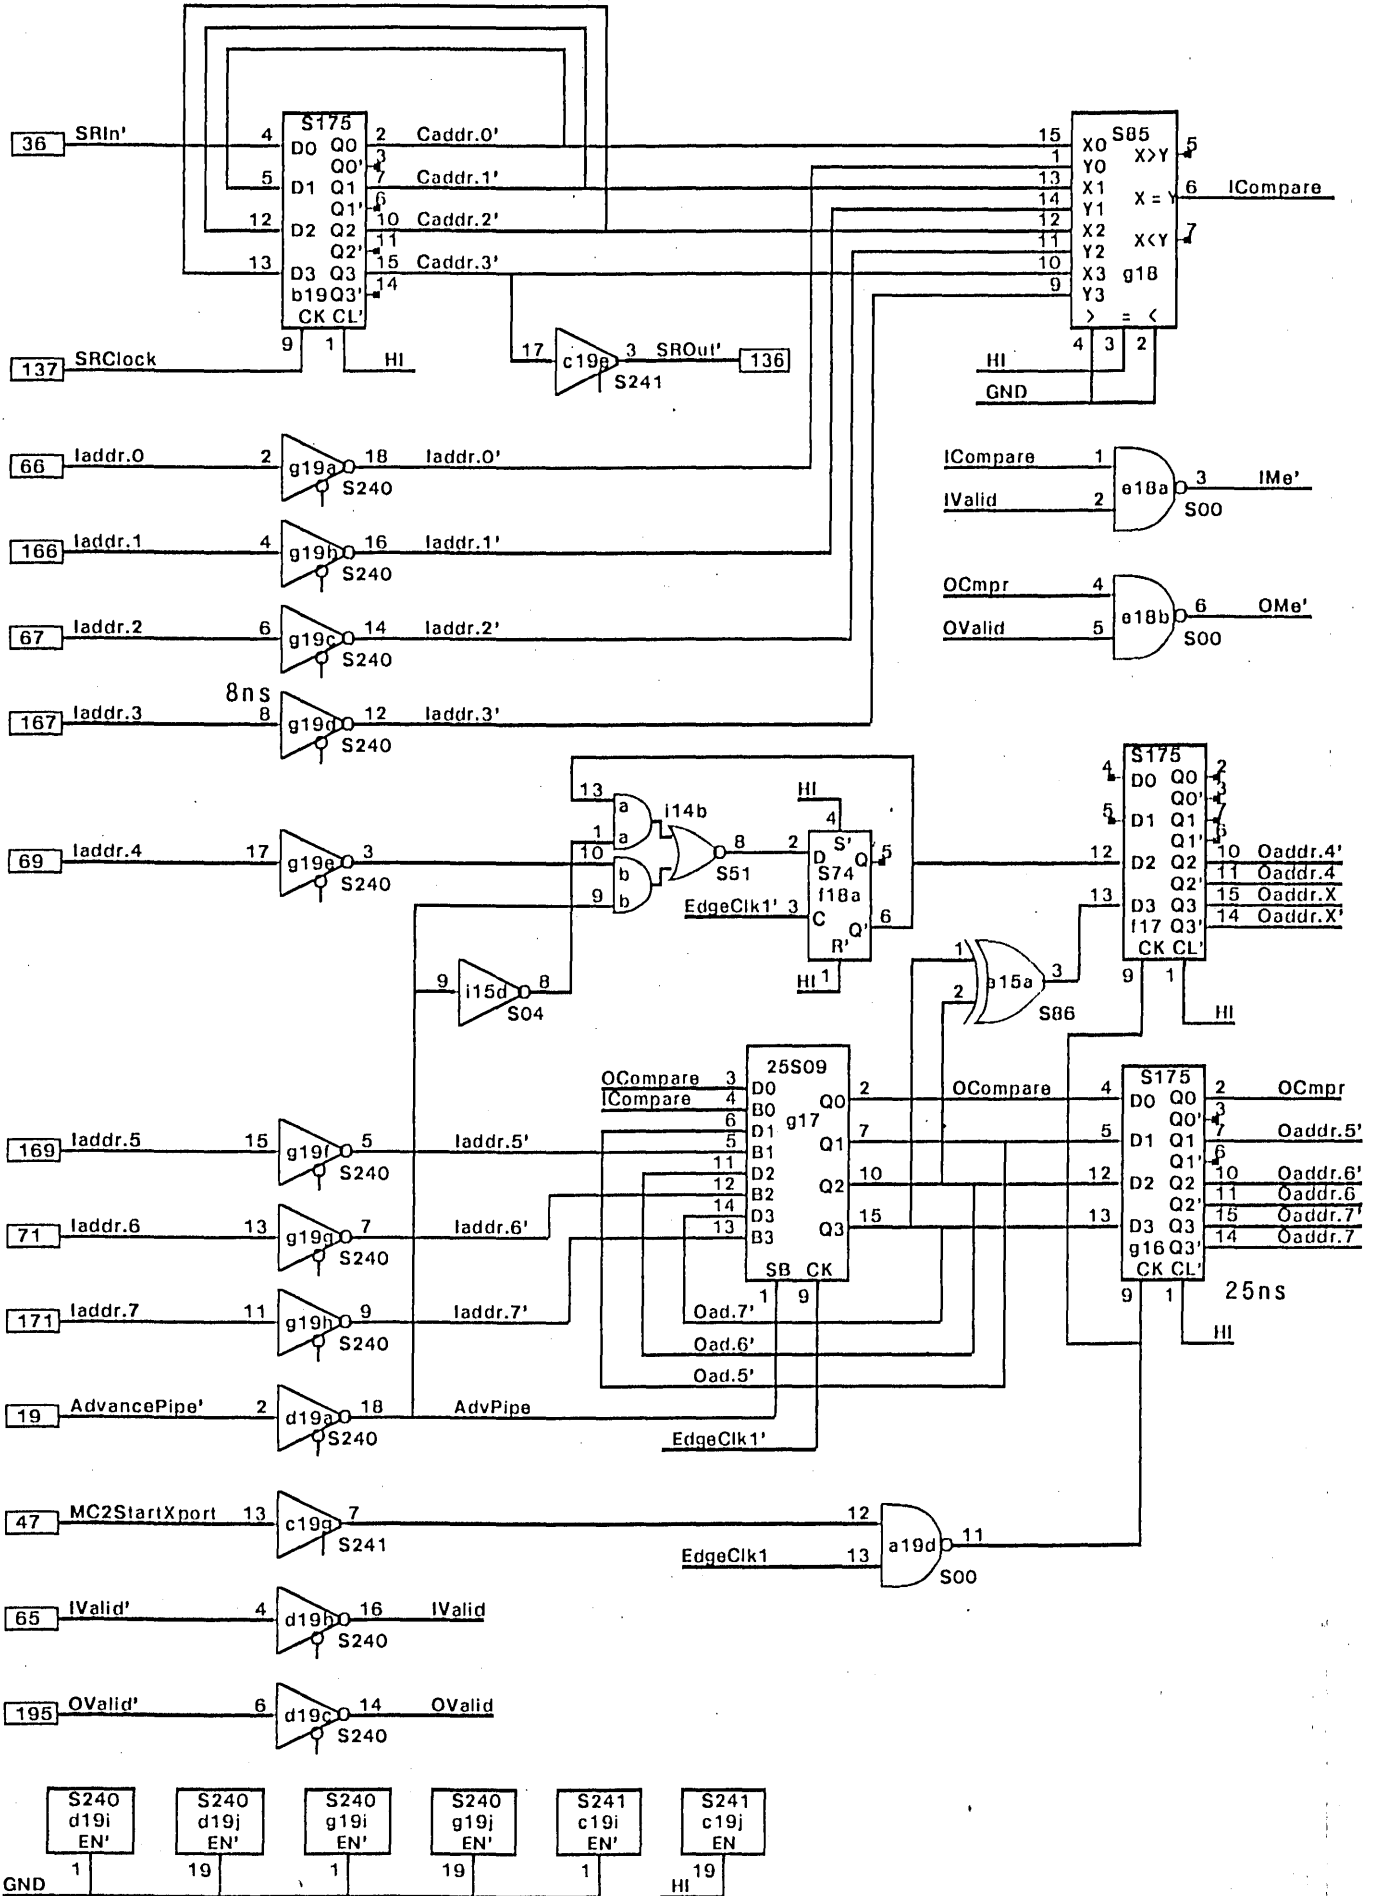 S175
36 SRIn' 4 D0 Q0 2 Caddr.0' 15 X0 S85
Q0' 3 1 Y0 X>Y 5
5 D1 Q1 7 Caddr.1' 13 X1
Q1' 6 14 Y1 X = Y 6 ICompare
12 D2 Q2 10 Caddr.2' 12 X2
Q2' 11 11 Y2 X<Y 7
13 D3 Q3 15 Caddr.3' 10 X3 g18
b19 Q3' 14 9 Y3
CK CL' > = <
9 1 4 3 2
137 SRClock HI 17 c19e 3 SROut' 136 HI
S241
GND
66 Iaddr.0 2 g19a 18 Iaddr.0'
S240
ICompare 1 e18a 3 IMe'
IValid 2 S00
166 Iaddr.1 4 g19b 16 Iaddr.1'
S240
OCmpr 4 e18b 6 OMe'
OValid 5 S00
67 Iaddr.2 6 g19c 14 Iaddr.2'
S240
8ns
167 Iaddr.3 8 g19d 12 Iaddr.3'
S240
S175
4 D0 Q0 2
Q0' 3
5 D1 Q1 7
Q1' 6
12 D2 Q2 10 Oaddr.4'
Q2' 11 Oaddr.4
13 D3 Q3 15 Oaddr.X
f17 Q3' 14 Oaddr.X'
CK CL'
9 1
HI
13 a i14b HI 4
1 a
69 Iaddr.4 17 g19e 3 10 b 8 2 D S' Q 5
S240 9 b S51 S74
f18a
EdgeClk1' 3 C Q' 6
R'
HI 1
9 i15d 8
S04
1 a15a 3
2 S86
25S09
OCompare 3 D0 Q0 2 OCompare
ICompare 4 B0 g17
6 D1 Q1 7
169 Iaddr.5 15 g19f 5 Iaddr.5' 5 B1
S240
11 D2 Q2 10
12 B2
14 D3 Q3 15
13 B3
71 Iaddr.6 13 g19g 7 Iaddr.6'
S240
SB CK
1 9
S175
4 D0 Q0 2 OCmpr
Q0' 3
5 D1 Q1 7 Oaddr.5'
Q1' 6
12 D2 Q2 10 Oaddr.6'
Q2' 11 Oaddr.6
13 D3 Q3 15 Oaddr.7'
g16 Q3' 14 Oaddr.7
CK CL'
9 1 25ns
HI
171 Iaddr.7 11 g19h 9 Iaddr.7' Oad.7'
S240
Oad.6'
Oad.5'
19 AdvancePipe' 2 d19a 18 AdvPipe
S240
EdgeClk1'
47 MC2StartXport 13 c19g 7 12 a19d 11
S241
EdgeClk1 13 S00
65 IValid' 4 d19b 16 IValid
S240
195 OValid' 6 d19c 14 OValid
S240
S240 S240 S240 S240 S241 S241
d19i d19j g19i g19j c19i c19j
EN' EN' EN' EN' EN' EN
1 19 1 19 1 19
GND HI